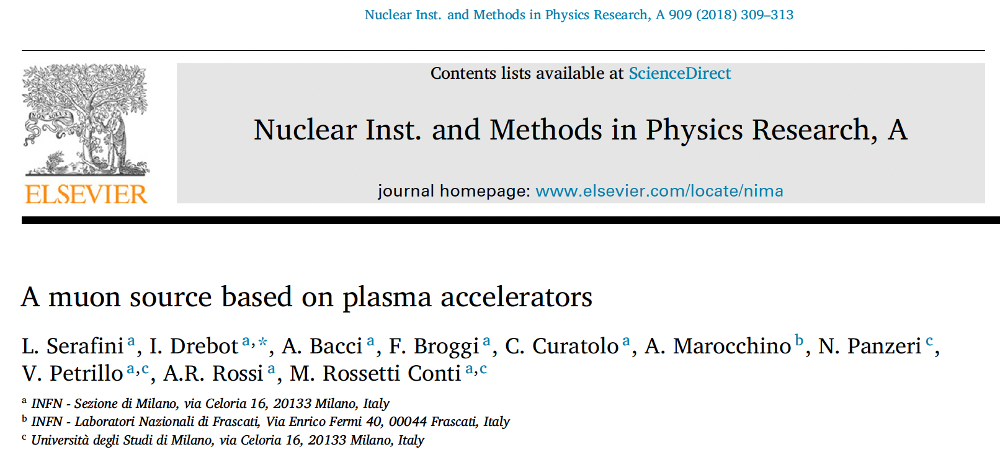 Nuclear Inst. and Methods in Physics Research, A 909 (2018) 309–313
Contents lists available at ScienceDirect
NON SOLUS
Nuclear Inst. and Methods in Physics Research, A
ELSEVIER
journal homepage: www.elsevier.com/locate/nima
A muon source based on plasma accelerators
L. Serafini a, I. Drebot a,*, A. Bacci a, F. Broggi a, C. Curatolo a, A. Marocchino b, N. Panzeri c,
V. Petrillo a,c, A.R. Rossi a, M. Rossetti Conti a,c
a INFN - Sezione di Milano, via Celoria 16, 20133 Milano, Italy
b INFN - Laboratori Nazionali di Frascati, Via Enrico Fermi 40, 00044 Frascati, Italy
c Università degli Studi di Milano, via Celoria 16, 20133 Milano, Italy